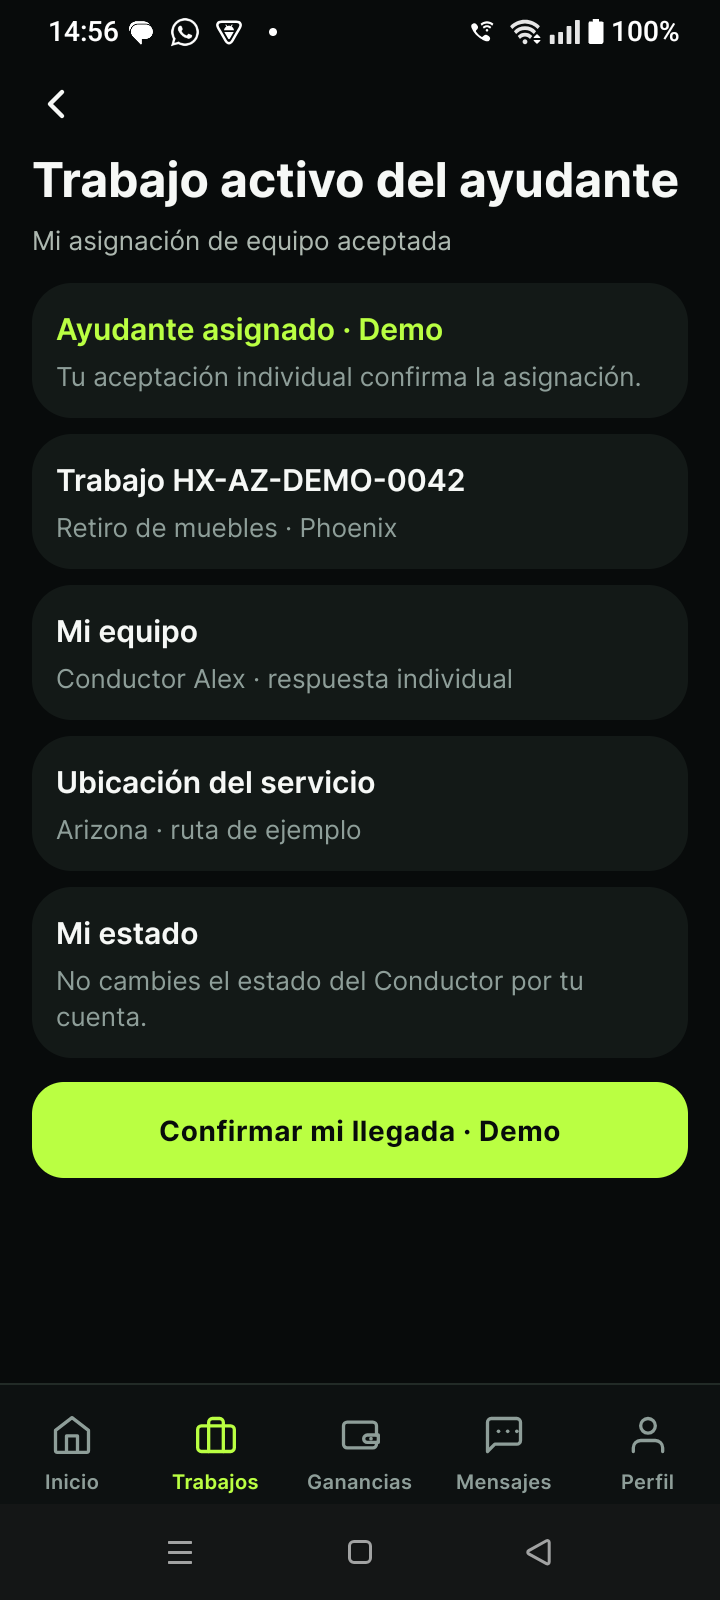 14:56
100%
Trabajo activo del ayudante
Mi asignación de equipo aceptada
Ayudante asignado · Demo
Tu aceptación individual confirma la asignación.
Trabajo HX-AZ-DEMO-0042
Retiro de muebles · Phoenix
Mi equipo
Conductor Alex · respuesta individual
Ubicación del servicio
Arizona · ruta de ejemplo
Mi estado
No cambies el estado del Conductor por tu
cuenta.
Confirmar mi llegada · Demo
Inicio
Trabajos
Ganancias
Mensajes
Perfil